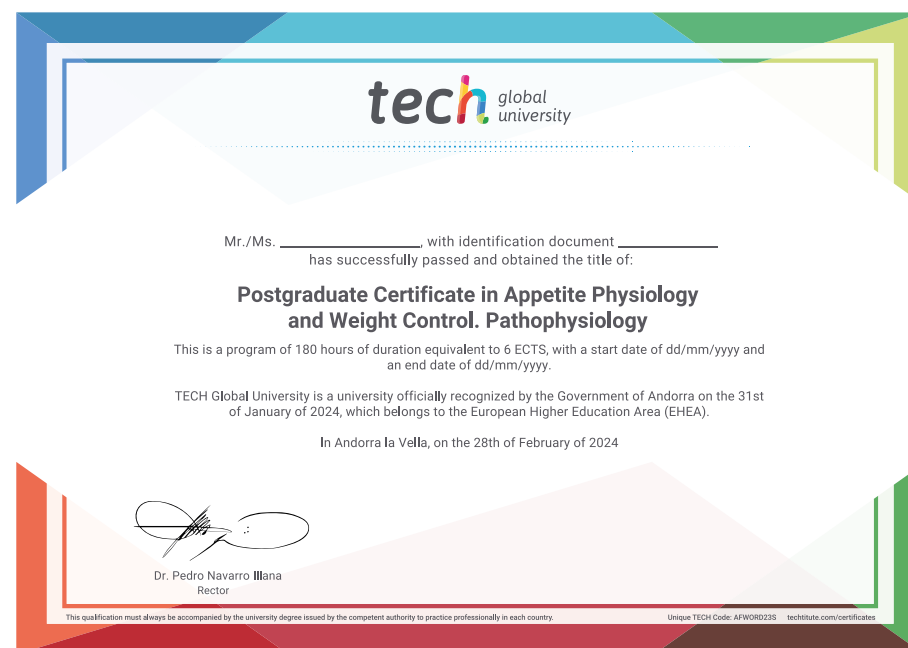 tech global
university
Mr./Ms. ____________, with identification document ____________
has successfully passed and obtained the title of:
Postgraduate Certificate in Appetite Physiology
and Weight Control. Pathophysiology
This is a program of 180 hours of duration equivalent to 6 ECTS, with a start date of dd/mm/yyyy and
an end date of dd/mm/yyyy.
TECH Global University is a university officially recognized by the Government of Andorra on the 31st
of January of 2024, which belongs to the European Higher Education Area (EHEA).
In Andorra la Vella, on the 28th of February of 2024
Dr. Pedro Navarro Illana
Rector
This qualification must always be accompanied by the university degree issued by the competent authority to practice professionally in each country.
Unique TECH Code: AFWORD23S techtitute.com/certificates